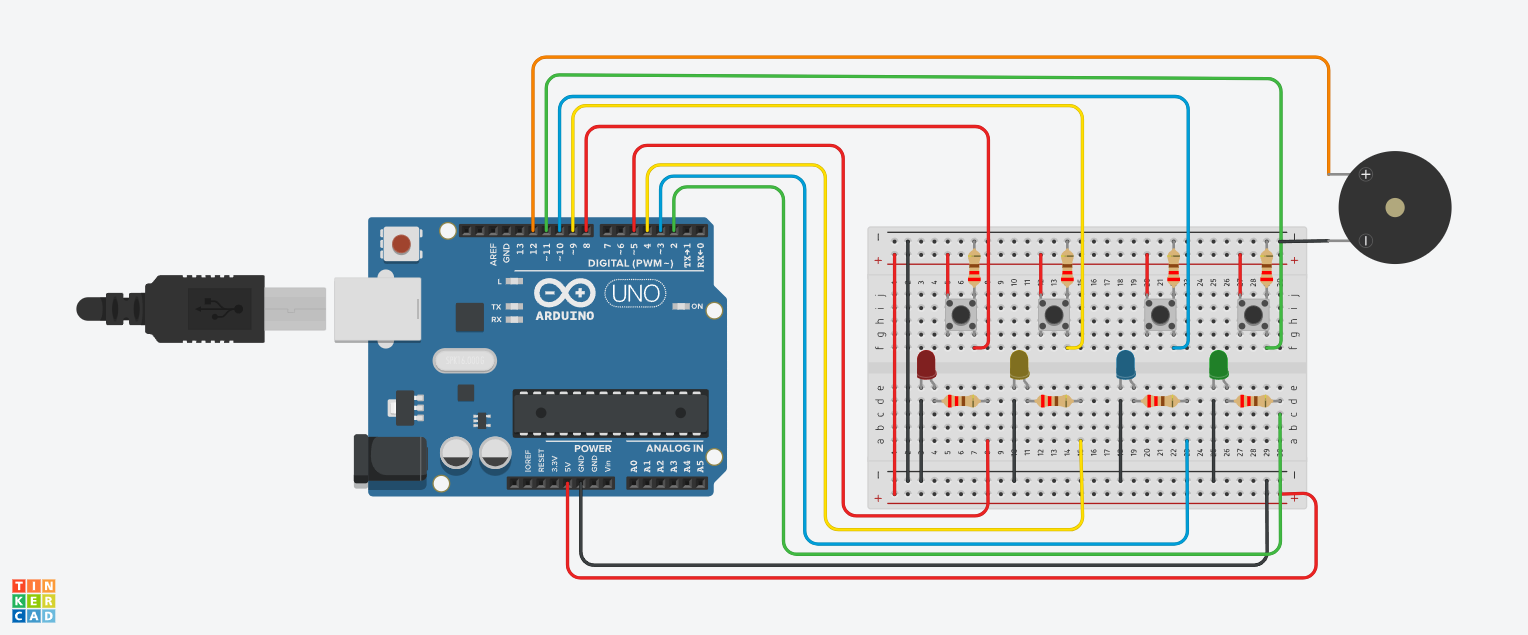 AREF
GND
13
12
~11
~10
~9
8
7
~6
~5
4
~3
2
TX→1
RX←0
DIGITAL (PWM~)
L
TX
RX
ON
UNO
ARDUINO
POWER
ANALOG IN
IOREF
RESET
3.3V
5V
GND
GND
Vin
A0
A1
A2
A3
A4
A5
− −
+ +
j j
i i
h h
g g
f f
e e
d d
c c
b b
a a
− −
+ +
+
−
TIN
KER
CAD